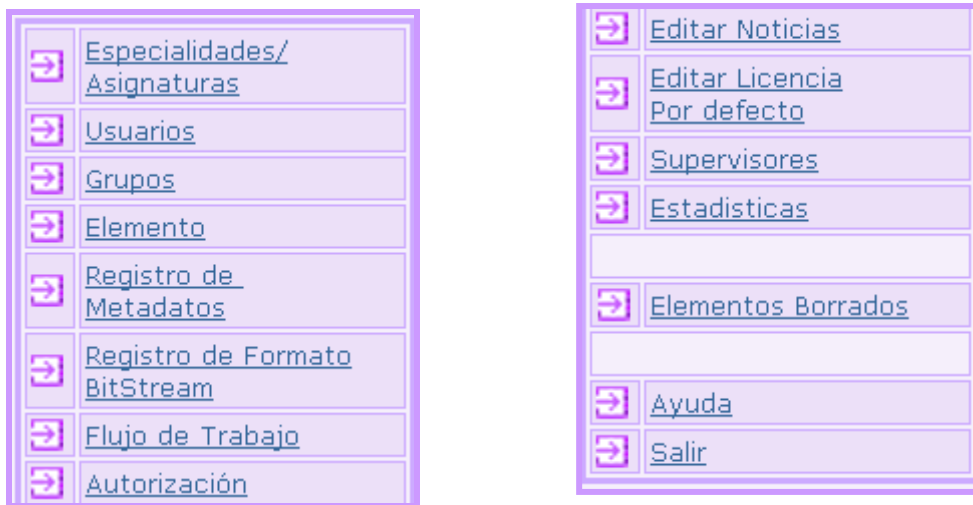 Especialidades/
Asignaturas
Usuarios
Grupos
Elemento
Registro de
Metadatos
Registro de Formato
BitStream
Flujo de Trabajo
Autorización
Editar Noticias
Editar Licencia
Por defecto
Supervisores
Estadisticas
Elementos Borrados
Ayuda
Salir